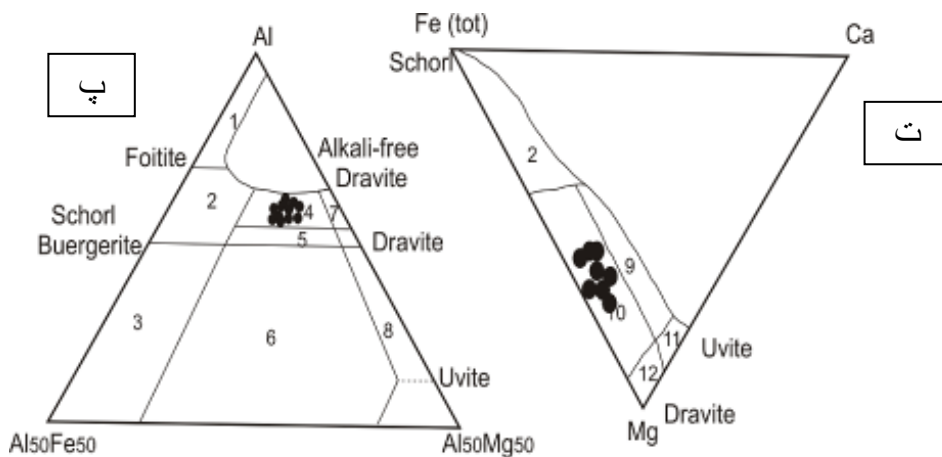 پ
Al
1
Foitite
Alkali-free
Dravite
2
4
7
Schorl
Buergerite
5
Dravite
3
6
8
Uvite
Al50Fe50
Al50Mg50
Fe (tot)
Ca
Schorl
ت
2
9
10
11
Uvite
12
Dravite
Mg